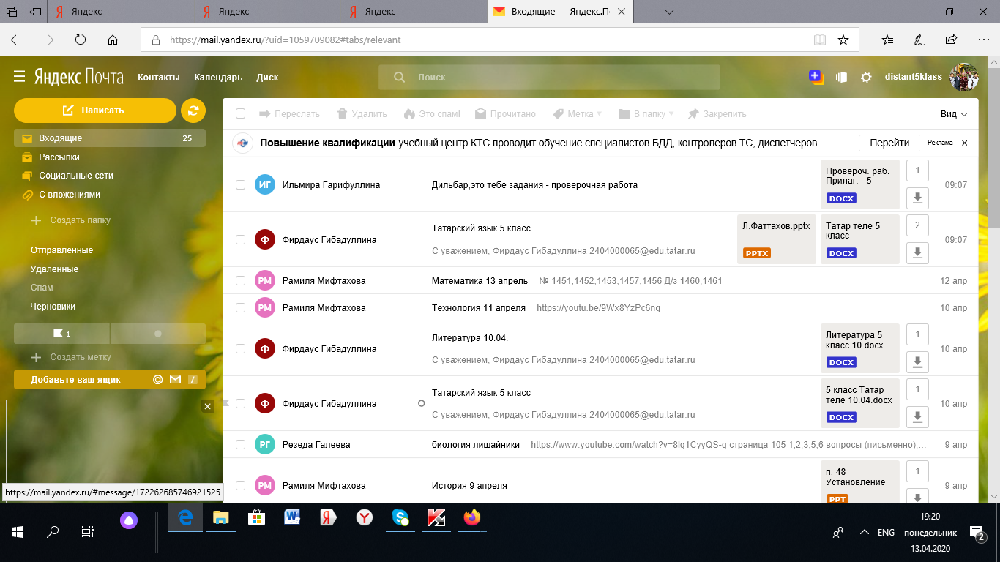 Яндекс
Яндекс
Яндекс
Входящие — Яндекс.П
https://mail.yandex.ru/?uid=1059709082#tabs/relevant
Яндекс Почта
Контакты
Календарь
Диск
Поиск
distant5klass
Написать
Переслать
Удалить
Это спам!
Прочитано
Метка
В папку
Закрепить
Вид
Входящие 25
Рассылки
Социальные сети
С вложениями
Создать папку
Отправленные
Удалённые
Спам
Черновики
1
Создать метку
Добавьте ваш ящик
Повышение квалификации учебный центр КТС проводит обучение специалистов БДД, контролеров ТС, диспетчеров.
Перейти
Реклама
ИГ Ильмира Гарифуллина
Дильбар,это тебе задания - проверочная работа
Провероч. раб.
Прилаг. - 5
DOCX
1
09:07
Ф Фирдаус Гибадуллина
Татарский язык 5 класс
С уважением, Фирдаус Гибадуллина 2404000065@edu.tatar.ru
Л.Фаттахов.pptx
PPTX
Татар теле 5
класс
DOCX
2
09:07
РМ Рамиля Мифтахова
Математика 13 апрель № 1451,1452,1453,1457,1456 Д/з 1460,1461
12 апр
РМ Рамиля Мифтахова
Технология 11 апреля https://youtu.be/9Wx8YzPc6ng
10 апр
Ф Фирдаус Гибадуллина
Литература 10.04.
С уважением, Фирдаус Гибадуллина 2404000065@edu.tatar.ru
Литература 5
класс 10.docx
DOCX
1
10 апр
Ф Фирдаус Гибадуллина
Татарский язык 5 класс
С уважением, Фирдаус Гибадуллина 2404000065@edu.tatar.ru
5 класс Татар
теле 10.04.docx
DOCX
1
10 апр
РГ Резеда Галеева
биология лишайники https://www.youtube.com/watch?v=8Ig1CyyQS-g страница 105 1,2,3,5,6 вопросы (письменно),...
9 апр
РМ Рамиля Мифтахова
История 9 апреля
п. 48
Установление
PPT
1
9 апр
https://mail.yandex.ru/#message/172262685746921525
ENG
19:20
понедельник
13.04.2020
2